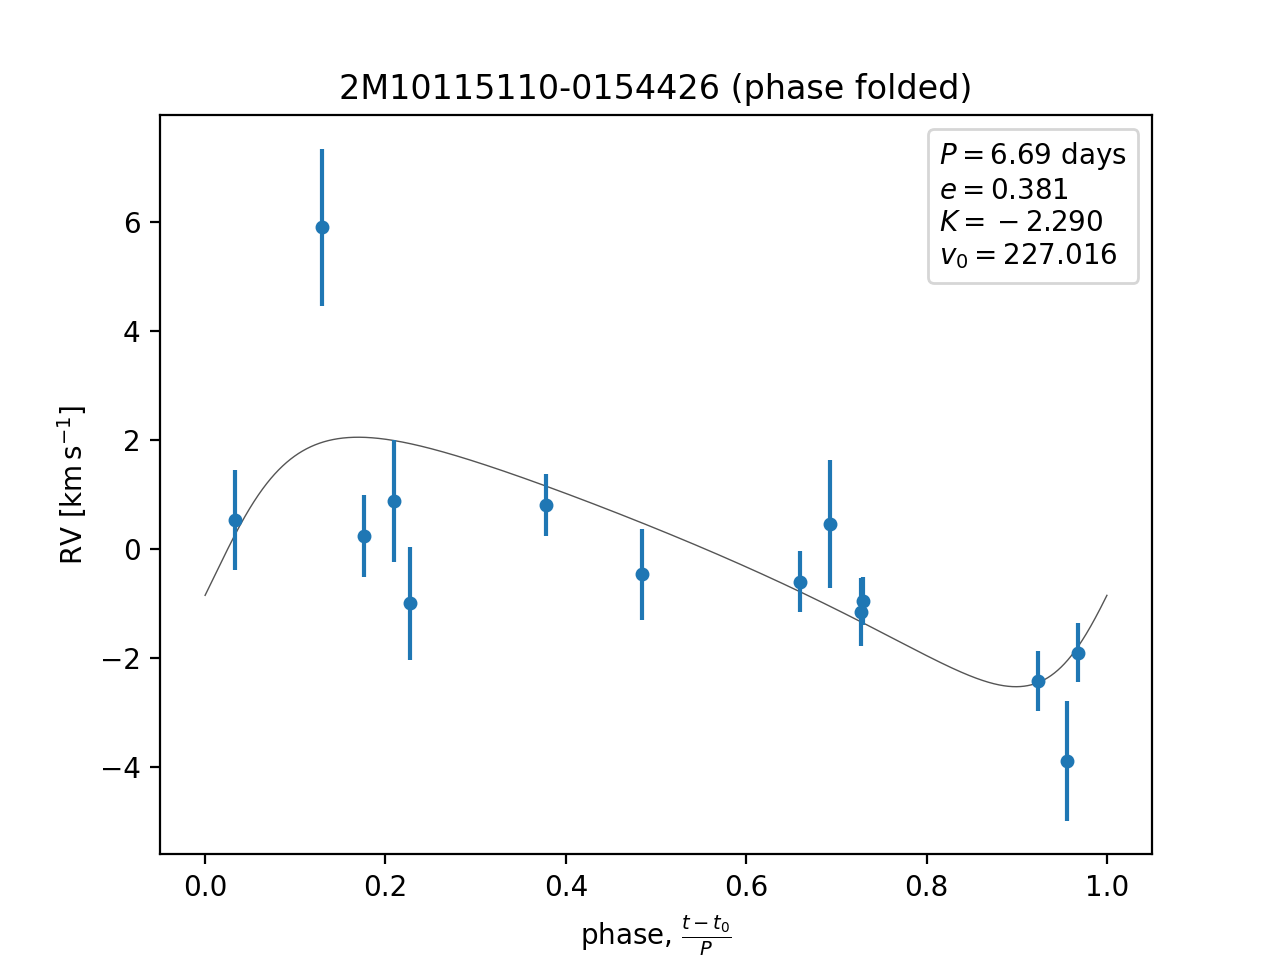 2M10115110-0154426 (phase folded)
P = 6.69 days
e = 0.381
K = −2.290
v₀ = 227.016
6
4
2
0
−2
−4
RV [km s⁻¹]
0.0 0.2 0.4 0.6 0.8 1.0
phase, (t − t₀)/P